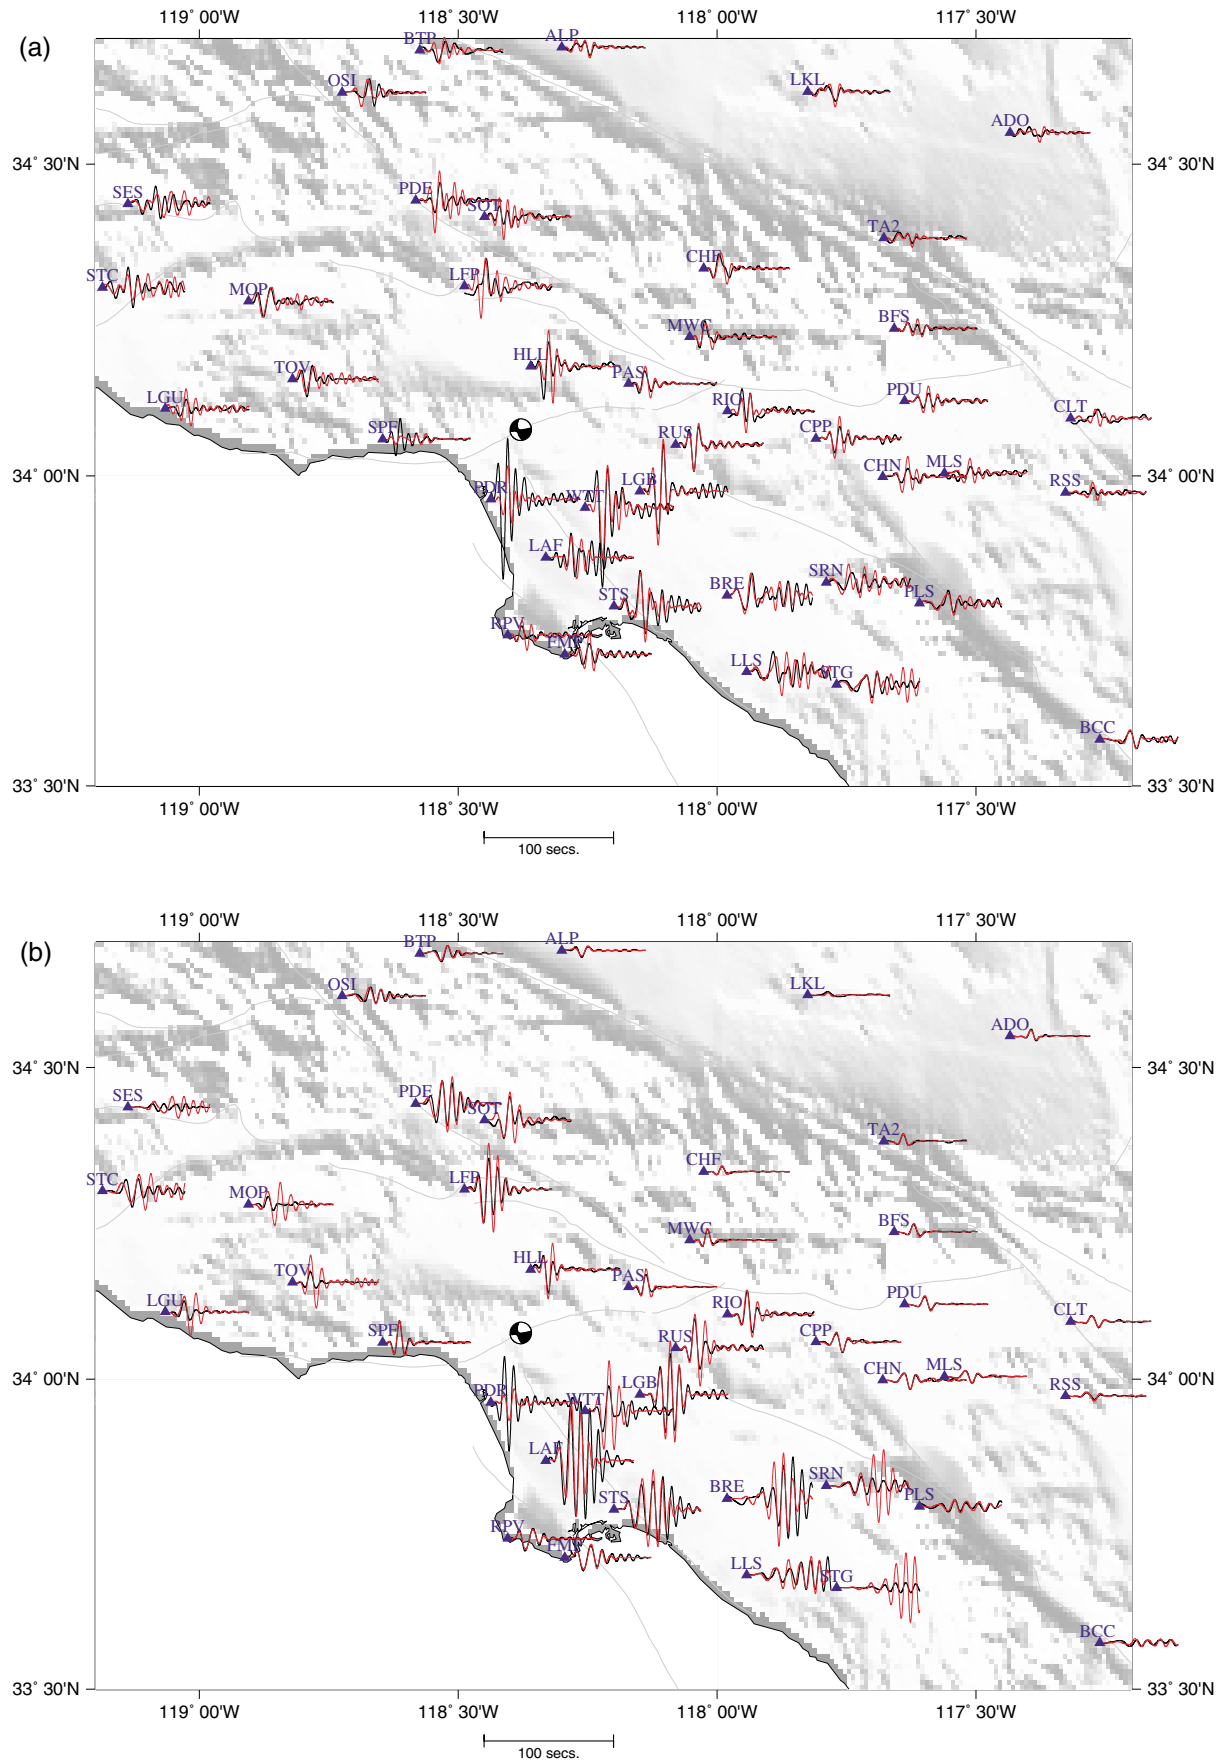 (a)
119° 00'W 118° 30'W 118° 00'W 117° 30'W
BTP ALP
OSI LKL
ADO
34° 30'N 34° 30'N
SES PDE SOT
TA2
STC MOP LFP CHF
MWC BFS
HLL PAS
LGU TOV RIO PDU CLT
SPF RUS CPP
34° 00'N 34° 00'N
PDR WTT LGB CHN MLS RSS
LAF
STS BRE SRN PLS
RPV FMP
LLS STG
BCC
33° 30'N 33° 30'N
119° 00'W 118° 30'W 118° 00'W 117° 30'W
100 secs.
(b)
119° 00'W 118° 30'W 118° 00'W 117° 30'W
BTP ALP
OSI LKL
ADO
34° 30'N 34° 30'N
SES PDE SOT
TA2
STC MOP LFP CHF
MWC BFS
HLL PAS
LGU TOV RIO PDU CLT
SPF RUS CPP
34° 00'N 34° 00'N
PDR WTT LGB CHN MLS RSS
LAF
STS BRE SRN PLS
RPV FMP
LLS STG
BCC
33° 30'N 33° 30'N
119° 00'W 118° 30'W 118° 00'W 117° 30'W
100 secs.